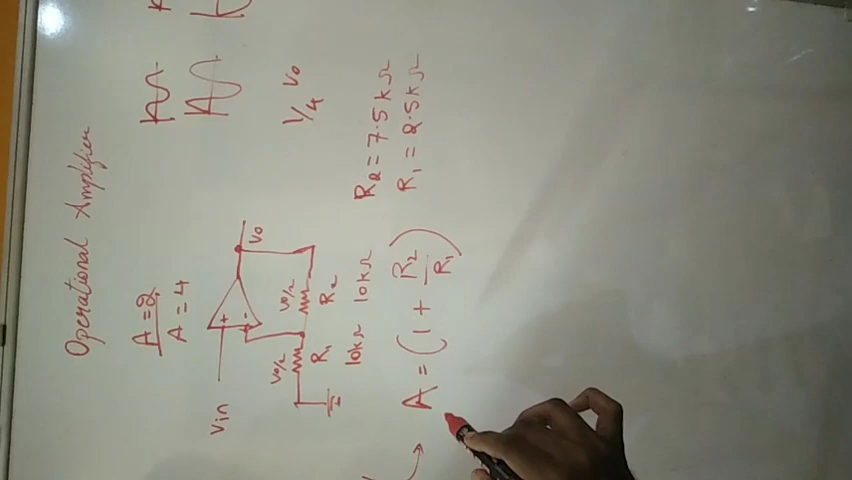 Operational Amplifier
A = 2
A = 4
Vin
+
-
Vo
Vo/2
Vo/2
R1
R2
10kΩ
10kΩ
1/4 Vo
R2 = 7.5kΩ
R1 = 2.5kΩ
A = (1 + R2/R1)